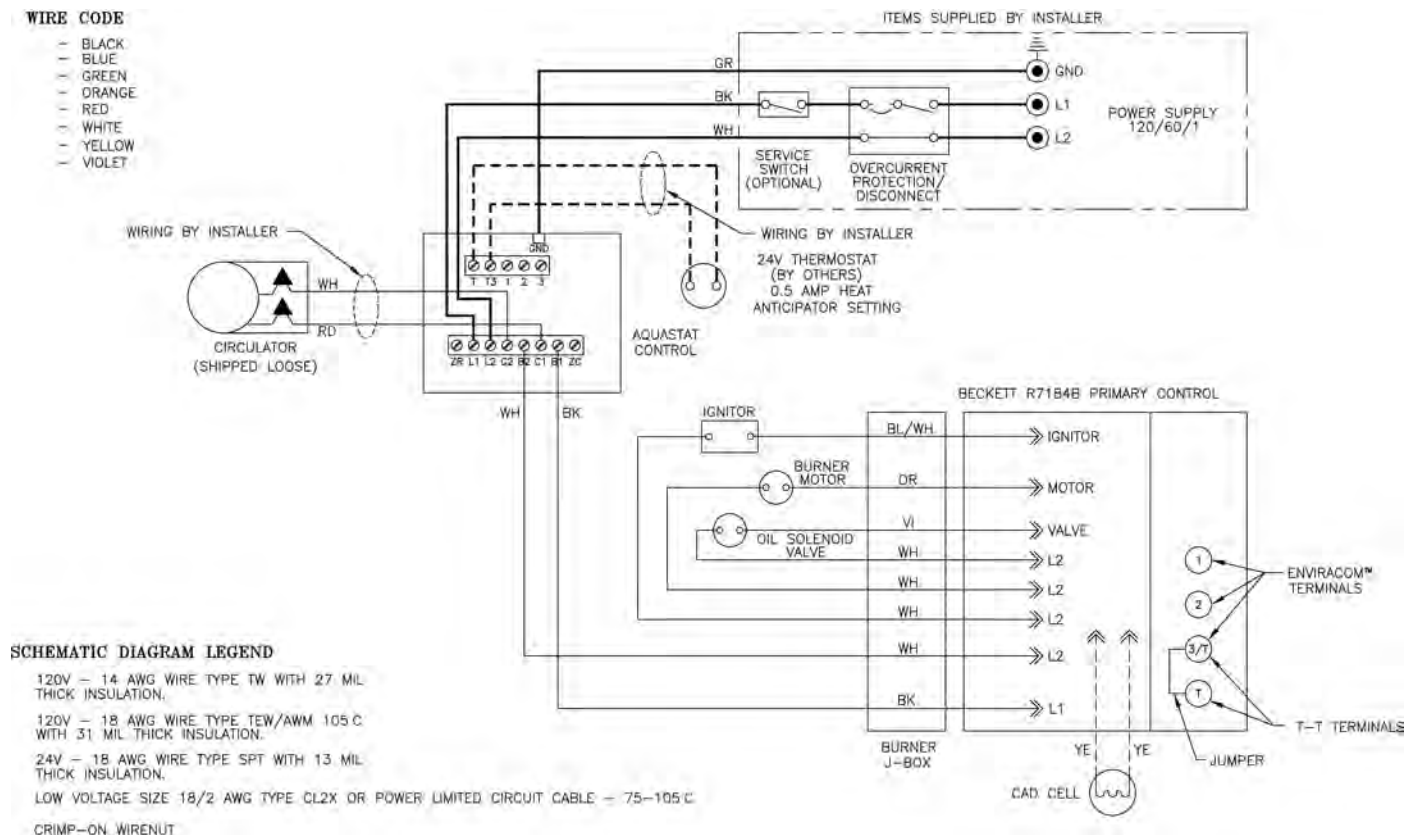 WIRE CODE
- BLACK
- BLUE
- GREEN
- ORANGE
- RED
- WHITE
- YELLOW
- VIOLET
ITEMS SUPPLIED BY INSTALLER
GR
GND
BK
L1
POWER SUPPLY
120/60/1
WH
L2
SERVICE
SWITCH
(OPTIONAL)
OVERCURRENT
PROTECTION/
DISCONNECT
WIRING BY INSTALLER
WIRING BY INSTALLER
24V THERMOSTAT
(BY OTHERS)
0.5 AMP HEAT
ANTICIPATOR SETTING
GND
T T3 1 2 3
WH
RD
CIRCULATOR
(SHIPPED LOOSE)
AQUASTAT
CONTROL
ZR L1 L2 C2 B2 C1 B1 ZC
WH
BK
BECKETT R7184B PRIMARY CONTROL
IGNITOR
BL/WH
IGNITOR
BURNER
MOTOR
OR
MOTOR
OIL SOLENOID
VALVE
VI
VALVE
WH
L2
WH
L2
WH
L2
WH
L2
BK
L1
1
2
3/T
T
ENVIRACOM™
TERMINALS
T-T TERMINALS
JUMPER
BURNER
J-BOX
YE
YE
CAD CELL
SCHEMATIC DIAGRAM LEGEND
120V - 14 AWG WIRE TYPE TW WITH 27 MIL
THICK INSULATION.
120V - 18 AWG WIRE TYPE TEW/AWM 105 C
WITH 31 MIL THICK INSULATION.
24V - 18 AWG WIRE TYPE SPT WITH 13 MIL
THICK INSULATION.
LOW VOLTAGE SIZE 18/2 AWG TYPE CL2X OR POWER LIMITED CIRCUIT CABLE - 75-105 C
CRIMP-ON WIRENUT